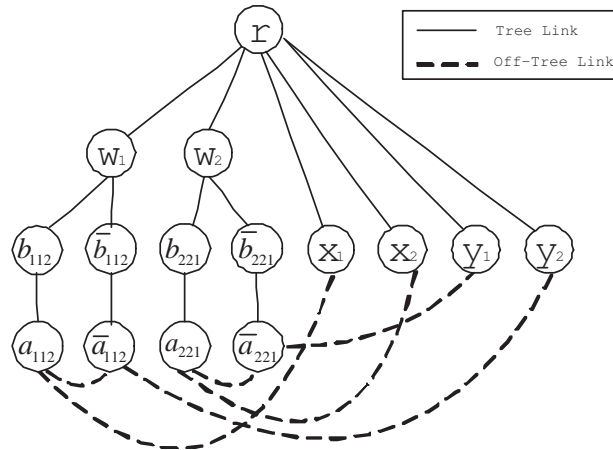 r
Tree Link
Off-Tree Link
w₁ w₂
b₁₁₂ b̄₁₁₂ b₂₂₁ b̄₂₂₁ x₁ x₂ y₁ y₂
a₁₁₂ ā₁₁₂ a₂₂₁ ā₂₂₁